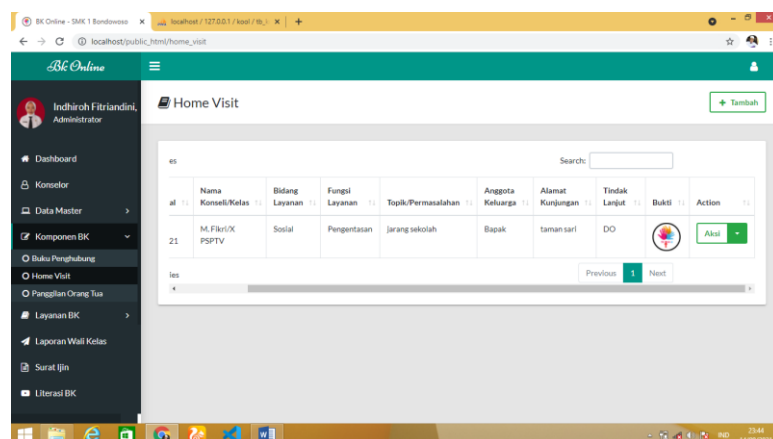 BK Online - SMK 1 Bondowoso
localhost / 127.0.0.1 / kool / tb_
localhost/public_html/home_visit
Bk Online
Indhiroh Fitriandini,
Administrator
Home Visit
Tambah
Dashboard
Konselor
Data Master
Komponen BK
Buku Penghubung
Home Visit
Panggilan Orang Tua
Layanan BK
Laporan Wali Kelas
Surat Ijin
Literasi BK
es
Search:
al
Nama Konseli/Kelas
Bidang Layanan
Fungsi Layanan
Topik/Permasalahan
Anggota Keluarga
Alamat Kunjungan
Tindak Lanjut
Bukti
Action
21
M. Fikri/X PSPTV
Sosial
Pengentasan
jarang sekolah
Bapak
taman sari
DO
Aksi
ies
Previous 1 Next
IND
23:44